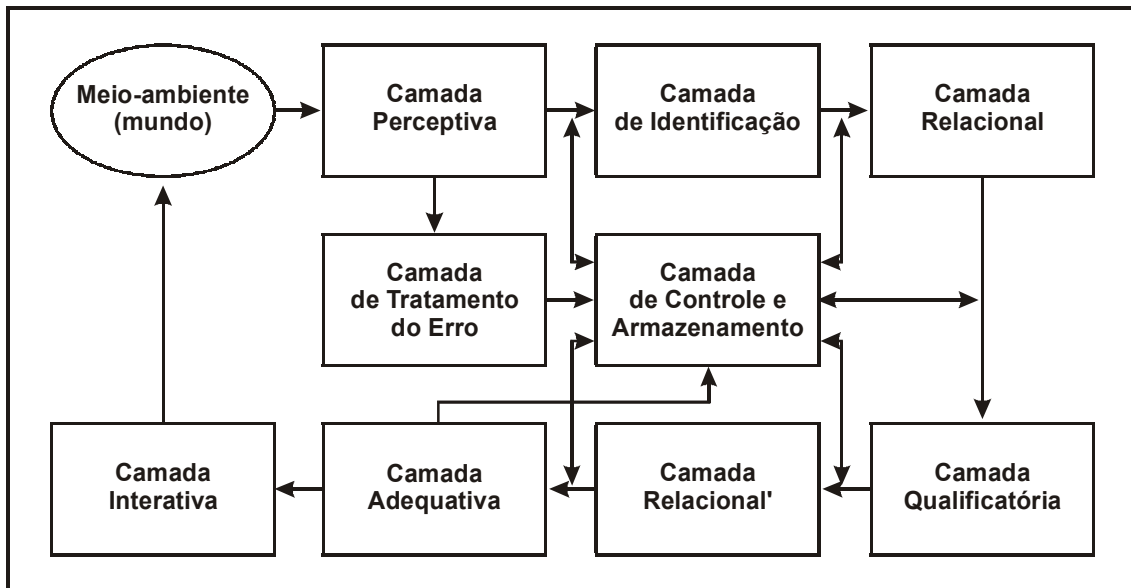 Meio-ambiente
(mundo)
Camada
Perceptiva
Camada
de Identificação
Camada
Relacional
Camada
de Tratamento
do Erro
Camada
de Controle e
Armazenamento
Camada
Interativa
Camada
Adequativa
Camada
Relacional'
Camada
Qualificatória